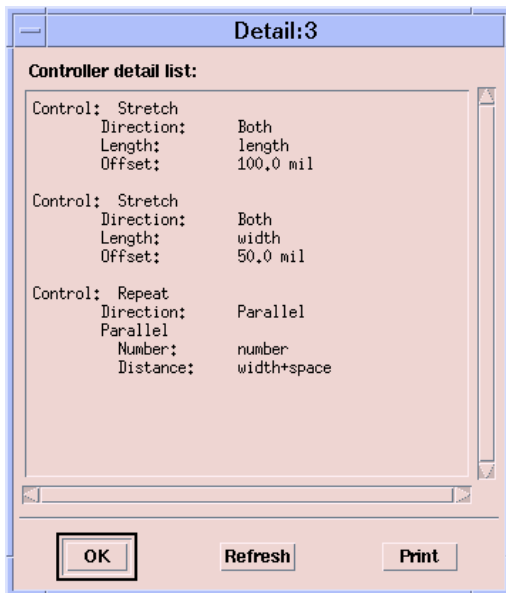 Detail:3
Controller detail list:
Control: Stretch
Direction: Both
Length: length
Offset: 100.0 mil
Control: Stretch
Direction: Both
Length: width
Offset: 50.0 mil
Control: Repeat
Direction: Parallel
Parallel
Number: number
Distance: width+space
OK Refresh Print